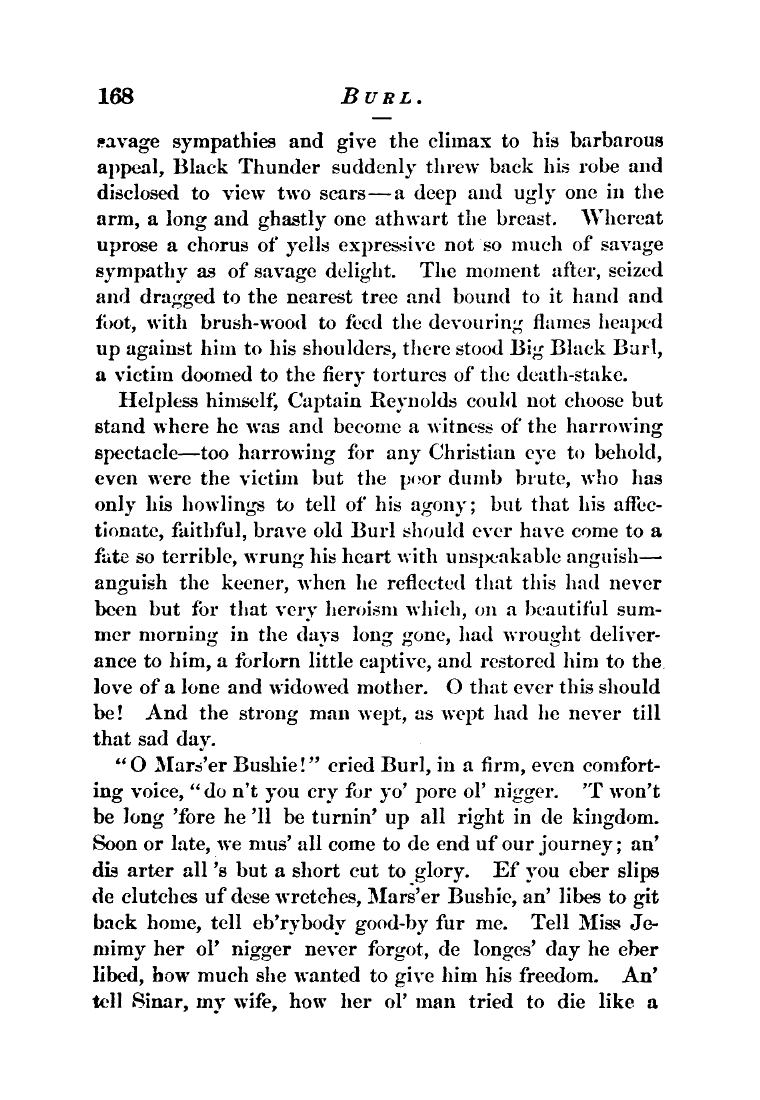 168 BURL.
savage sympathies and give the climax to his barbarous
appeal, Black Thunder suddenly threw back his robe and
disclosed to view two scars—a deep and ugly one in the
arm, a long and ghastly one athwart the breast. Whereat
uprose a chorus of yells expressive not so much of savage
sympathy as of savage delight. The moment after, seized
and dragged to the nearest tree and bound to it hand and
foot, with brush-wood to feed the devouring flames heaped
up against him to his shoulders, there stood Big Black Burl,
a victim doomed to the fiery tortures of the death-stake.
Helpless himself, Captain Reynolds could not choose but
stand where he was and become a witness of the harrowing
spectacle—too harrowing for any Christian eye to behold,
even were the victim but the poor dumb brute, who has
only his howlings to tell of his agony; but that his affec-
tionate, faithful, brave old Burl should ever have come to a
fate so terrible, wrung his heart with unspeakable anguish—
anguish the keener, when he reflected that this had never
been but for that very heroism which, on a beautiful sum-
mer morning in the days long gone, had wrought deliver-
ance to him, a forlorn little captive, and restored him to the
love of a lone and widowed mother. O that ever this should
be! And the strong man wept, as wept had he never till
that sad day.
"O Mars'er Bushie!" cried Burl, in a firm, even comfort-
ing voice, "do n't you cry for yo' pore ol' nigger. 'T won't
be long 'fore he 'll be turnin' up all right in de kingdom.
Soon or late, we mus' all come to de end uf our journey; an'
dis arter all 's but a short cut to glory. Ef you eber slips
de clutches uf dese wretches, Mars'er Bushie, an' libes to git
back home, tell eb'rybody good-by fur me. Tell Miss Je-
mimy her ol' nigger never forgot, de longes' day he eber
libed, how much she wanted to give him his freedom. An'
tell Sinar, my wife, how her ol' man tried to die like a